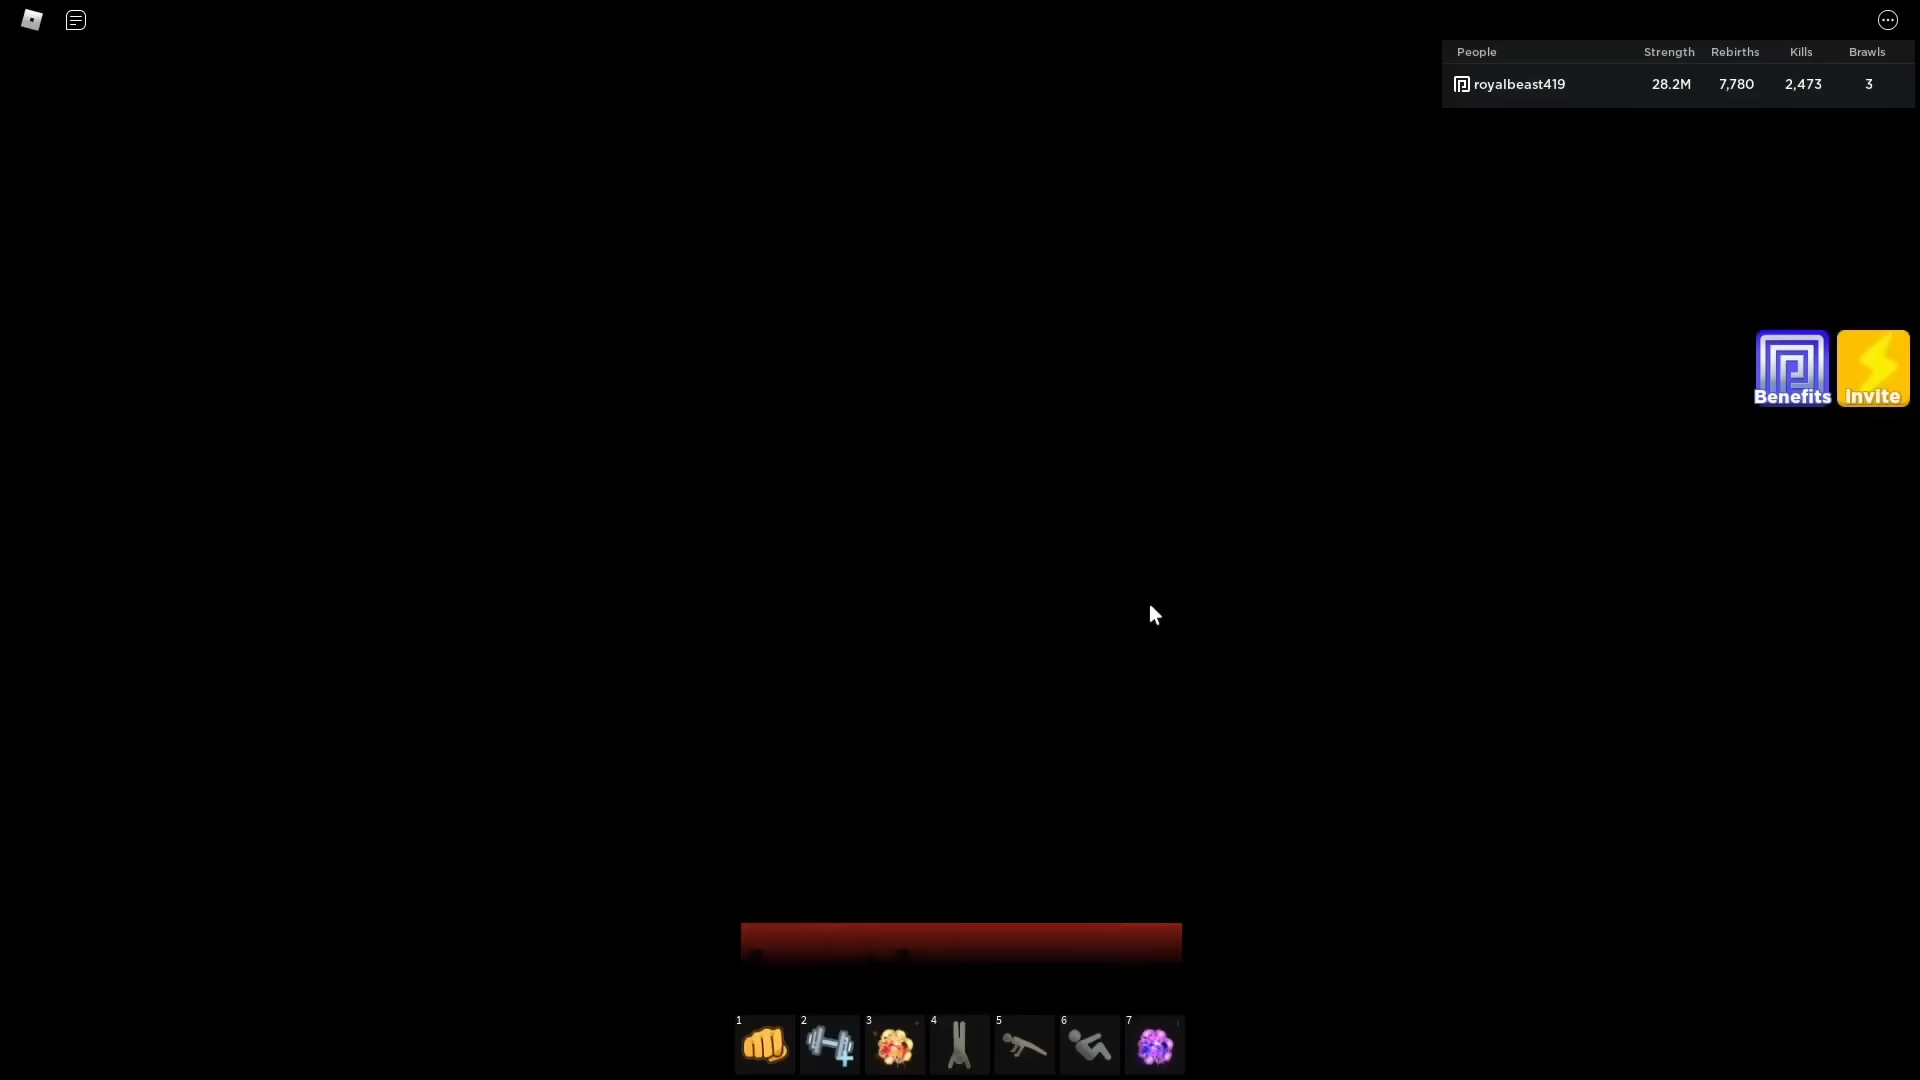 People Strength Rebirths Kills Brawls
royalbeast419 28.2M 7,780 2,473 3
Benefits Invite
1 2 3 4 5 6 7